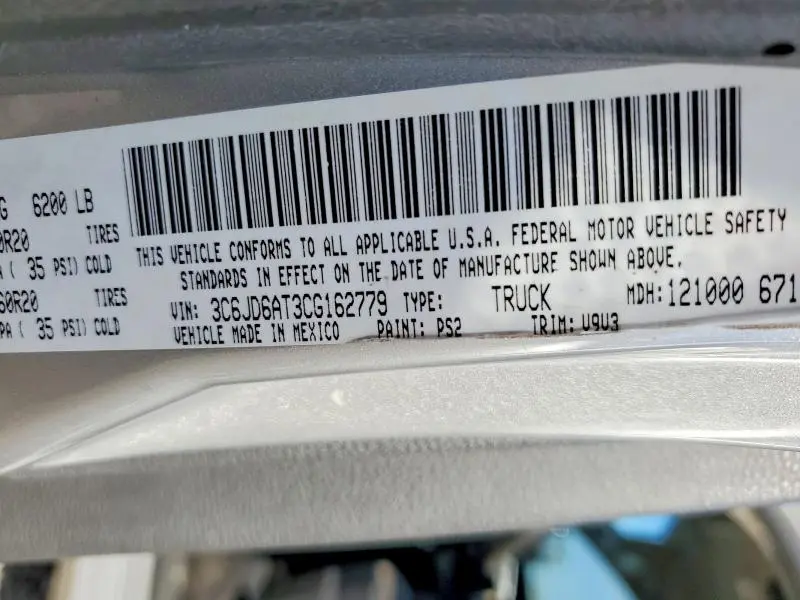 G 6200 LB
0R20 TIRES
A ( 35 PSI) COLD
60R20 TIRES
PA ( 35 PSI) COLD
THIS VEHICLE CONFORMS TO ALL APPLICABLE U.S.A. FEDERAL MOTOR VEHICLE SAFETY
STANDARDS IN EFFECT ON THE DATE OF MANUFACTURE SHOWN ABOVE.
VIN: 3C6JD6AT3CG162779 TYPE: TRUCK MDH: 121000 671
VEHICLE MADE IN MEXICO PAINT: PS2 TRIM: V9V3